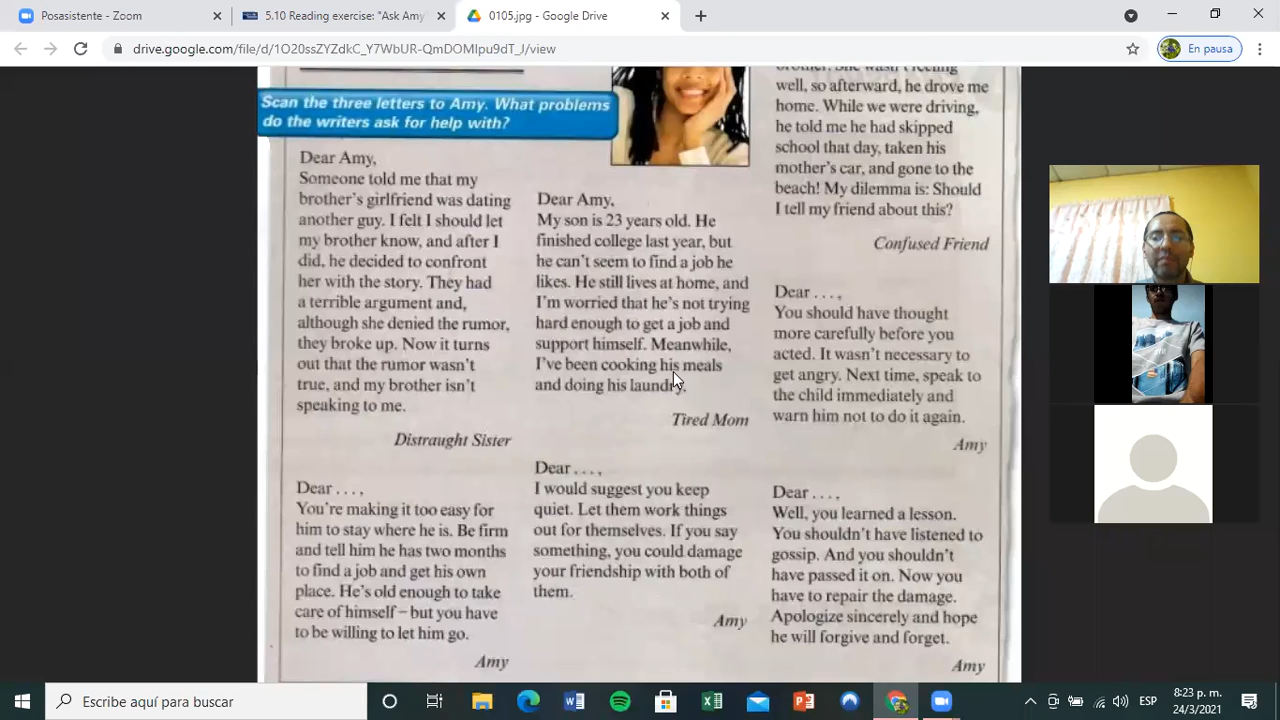 Posasistente - Zoom
5.10 Reading exercise: "Ask Amy"
0105.jpg - Google Drive
drive.google.com/file/d/1O20ssZYZdkC_Y7WbUR-QmDOMIpu9dT_J/view
En pausa
Scan the three letters to Amy. What problems
do the writers ask for help with?
Dear Amy,
Someone told me that my
brother's girlfriend was dating
another guy. I felt I should let
my brother know, and after I
did, he decided to confront
her with the story. They had
a terrible argument and,
although she denied the rumor,
they broke up. Now it turns
out that the rumor wasn't
true, and my brother isn't
speaking to me.
Distraught Sister
Dear . . . ,
You're making it too easy for
him to stay where he is. Be firm
and tell him he has two months
to find a job and get his own
place. He's old enough to take
care of himself – but you have
to be willing to let him go.
Amy
Dear Amy,
My son is 23 years old. He
finished college last year, but
he can't seem to find a job he
likes. He still lives at home, and
I'm worried that he's not trying
hard enough to get a job and
support himself. Meanwhile,
I've been cooking his meals
and doing his laundry.
Tired Mom
Dear . . . ,
I would suggest you keep
quiet. Let them work things
out for themselves. If you say
something, you could damage
your friendship with both of
them.
Amy
brother. She wasn't feeling
well, so afterward, he drove me
home. While we were driving,
he told me he had skipped
school that day, taken his
mother's car, and gone to the
beach! My dilemma is: Should
I tell my friend about this?
Confused Friend
Dear . . . ,
You should have thought
more carefully before you
acted. It wasn't necessary to
get angry. Next time, speak to
the child immediately and
warn him not to do it again.
Amy
Dear . . . ,
Well, you learned a lesson.
You shouldn't have listened to
gossip. And you shouldn't
have passed it on. Now you
have to repair the damage.
Apologize sincerely and hope
he will forgive and forget.
Amy
Escribe aquí para buscar
ESP
8:23 p. m.
24/3/2021